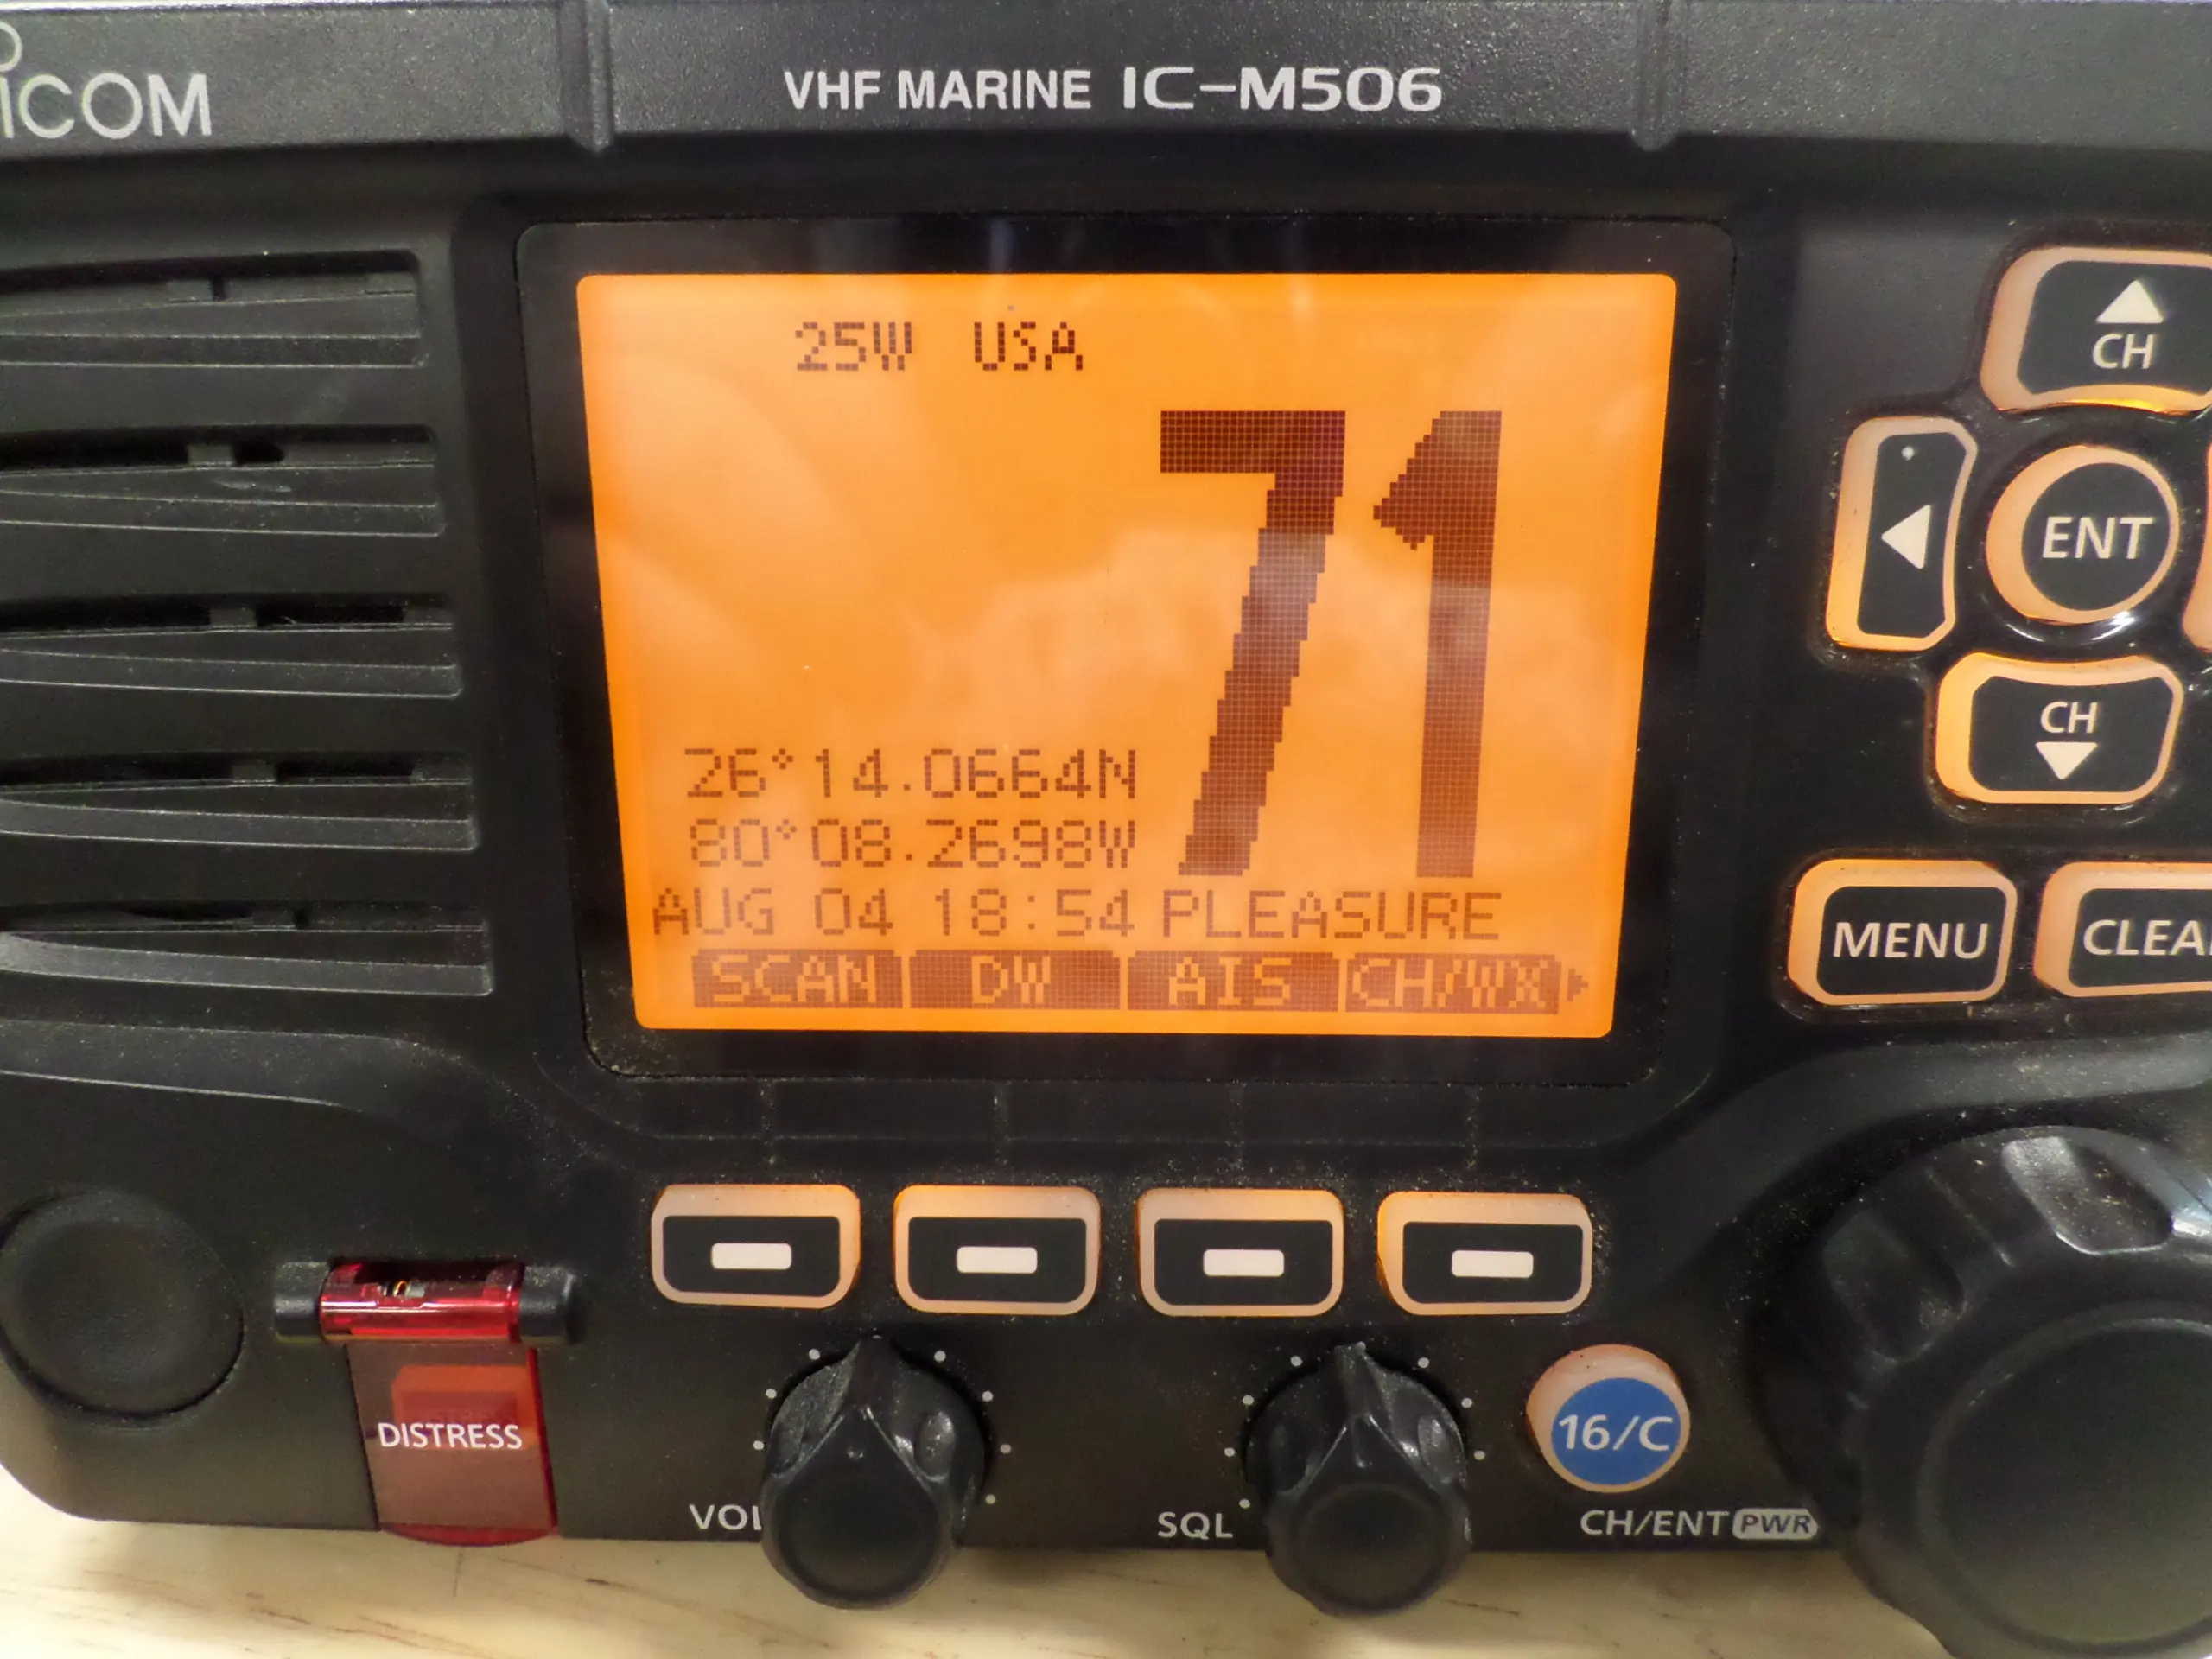 ICOM
VHF MARINE IC-M506
25W USA
71
26°14.0664N
80°08.2698W
AUG 04 18:54 PLEASURE
SCAN DW AIS CH/WX
CH
ENT
CH
MENU
CLEAR
DISTRESS
VOL
SQL
16/C
CH/ENT PWR